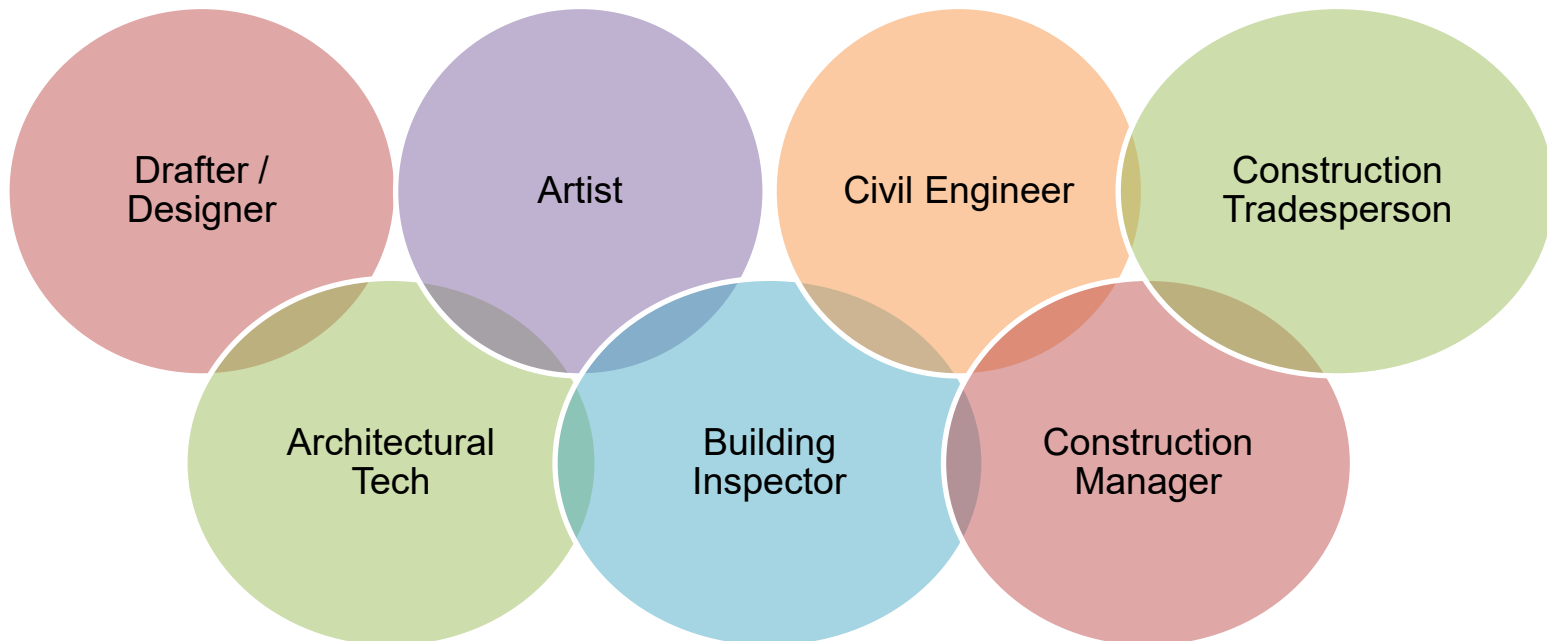 Drafter /
Designer
Artist
Civil Engineer
Construction
Tradesperson
Architectural
Tech
Building
Inspector
Construction
Manager